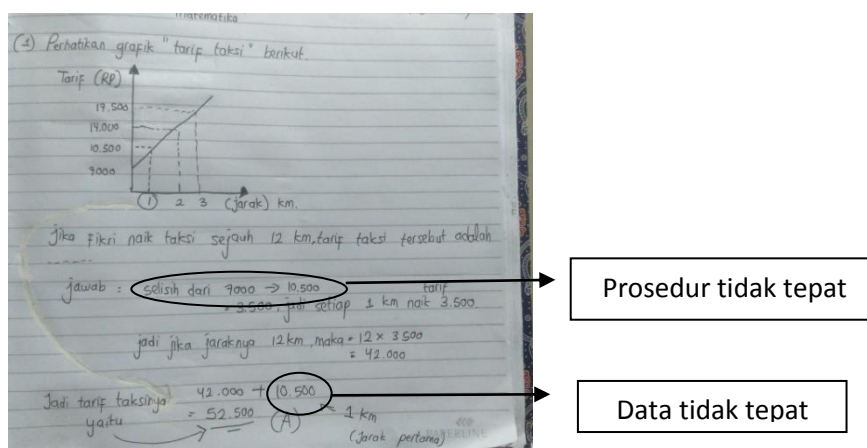 matematika
(1) Perhatikan grafik "tarif taksi" berikut.
Tarif (RP)
17.500
14.000
10.500
7000
1 2 3 (jarak) km.
Jika Fikri naik taksi sejauh 12 km, tarif taksi tersebut adalah
------
jawab : selisih dari 7000 → 10.500 tarif
= 3.500, jadi setiap 1 km naik 3.500.
jadi jika jaraknya 12 km, maka = 12 x 3.500
= 42.000
Jadi tarif taksinya 42.000 + 10.500
yaitu = 52.500 (A) 1 km
(Jarak pertama)
PAPERLINE
Prosedur tidak tepat
Data tidak tepat